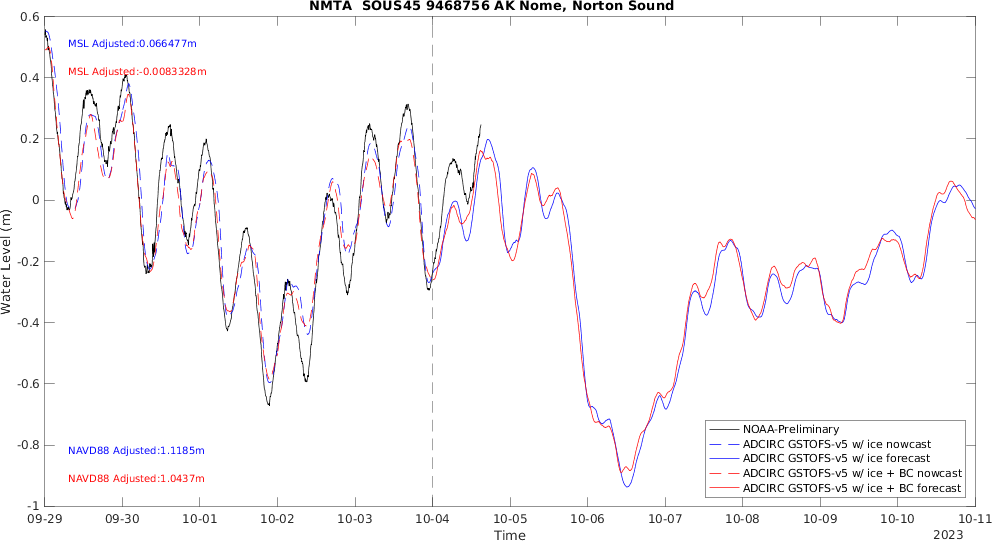 NMTA SOUS45 9468756 AK Nome, Norton Sound
0.6
MSL Adjusted:0.066477m
MSL Adjusted:-0.0083328m
0.4
0.2
0
-0.2
-0.4
-0.6
-0.8
-1
Water Level (m)
NAVD88 Adjusted:1.1185m
NAVD88 Adjusted:1.0437m
NOAA-Preliminary
ADCIRC GSTOFS-v5 w/ ice nowcast
ADCIRC GSTOFS-v5 w/ ice forecast
ADCIRC GSTOFS-v5 w/ ice + BC nowcast
ADCIRC GSTOFS-v5 w/ ice + BC forecast
09-29 09-30 10-01 10-02 10-03 10-04 10-05 10-06 10-07 10-08 10-09 10-10 10-11
Time
2023